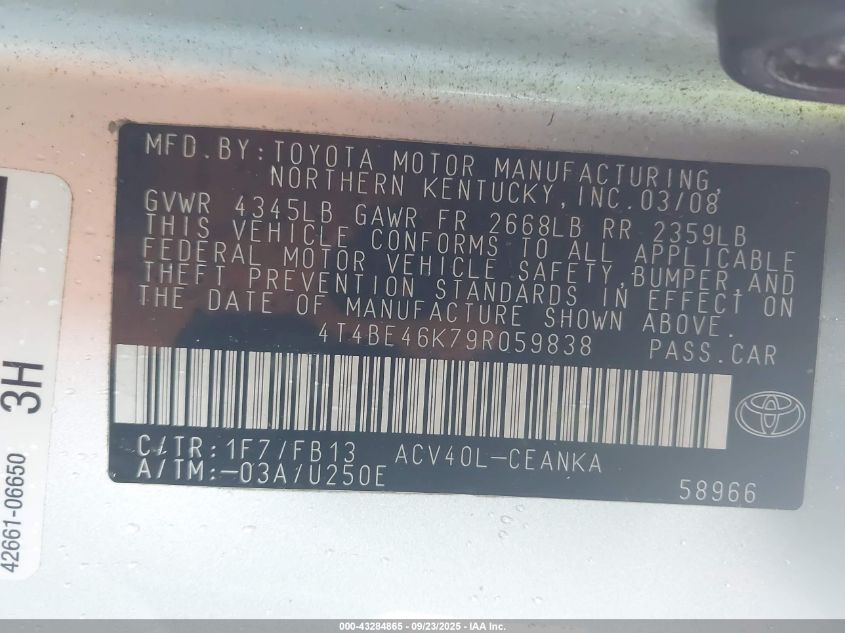 MFD.BY:TOYOTA MOTOR MANUFACTURING,
NORTHERN KENTUCKY,INC.03/08
GVWR 4345LB GAWR FR 2668LB RR 2359LB
THIS VEHICLE CONFORMS TO ALL APPLICABLE
FEDERAL MOTOR VEHICLE SAFETY,BUMPER,AND
THEFT PREVENTION STANDARDS IN EFFECT ON
THE DATE OF MANUFACTURE SHOWN ABOVE.
4T4BE46K79R059838 PASS.CAR
C/TR:1F7/FB13 ACV40L-CEANKA
A/TM:-03A/U250E
58966
3H
42661-06650
000-43284865 - 09/23/2025 - IAA Inc.